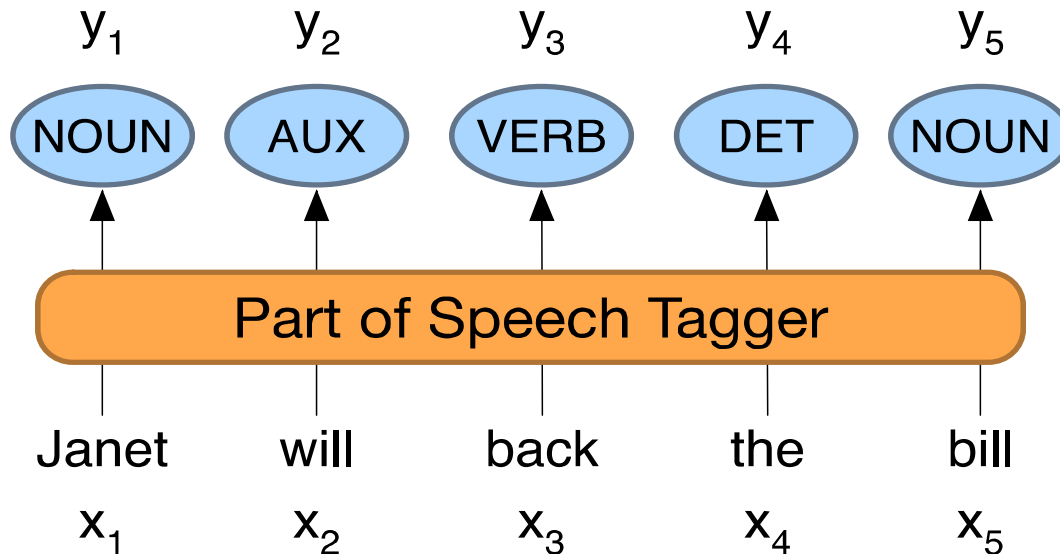 y₁ y₂ y₃ y₄ y₅
NOUN AUX VERB DET NOUN
Part of Speech Tagger
Janet will back the bill
x₁ x₂ x₃ x₄ x₅